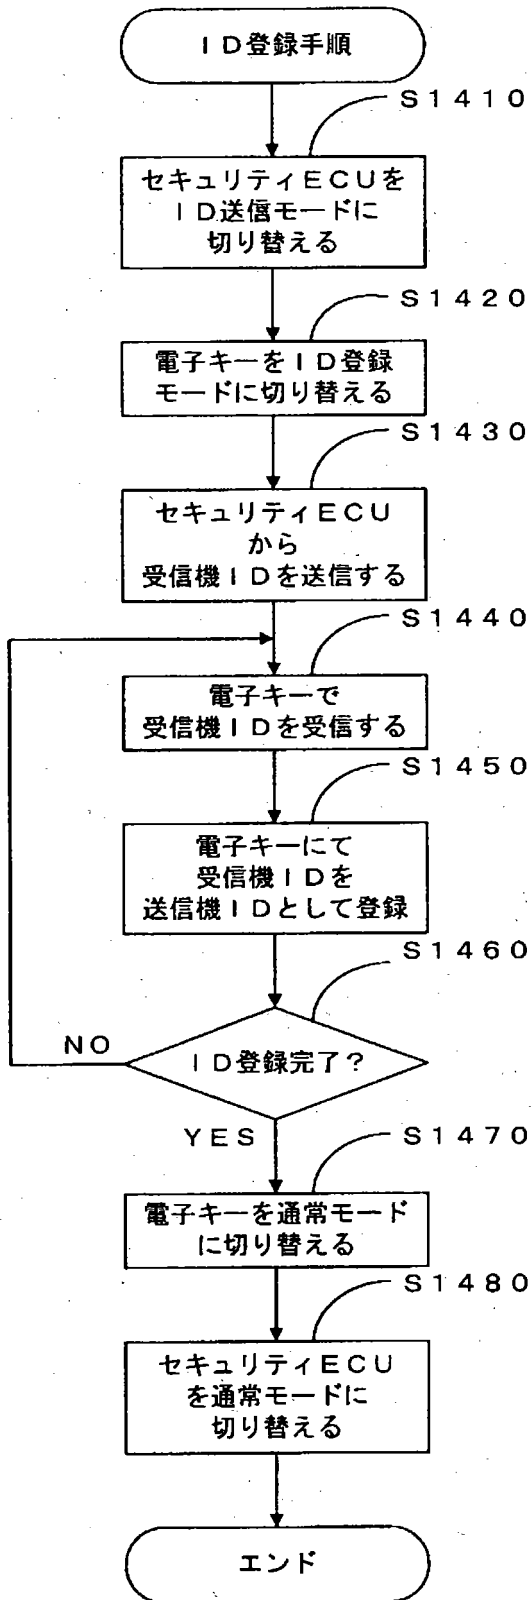 ＩＤ登録手順
Ｓ１４１０
セキュリティＥＣＵを
ＩＤ送信モードに
切り替える
Ｓ１４２０
電子キーをＩＤ登録
モードに切り替える
Ｓ１４３０
セキュリティＥＣＵ
から
受信機ＩＤを送信する
Ｓ１４４０
電子キーで
受信機ＩＤを受信する
Ｓ１４５０
電子キーにて
受信機ＩＤを
送信機ＩＤとして登録
Ｓ１４６０
ＮＯ
ＩＤ登録完了？
ＹＥＳ
Ｓ１４７０
電子キーを通常モード
に切り替える
Ｓ１４８０
セキュリティＥＣＵ
を通常モードに
切り替える
エンド